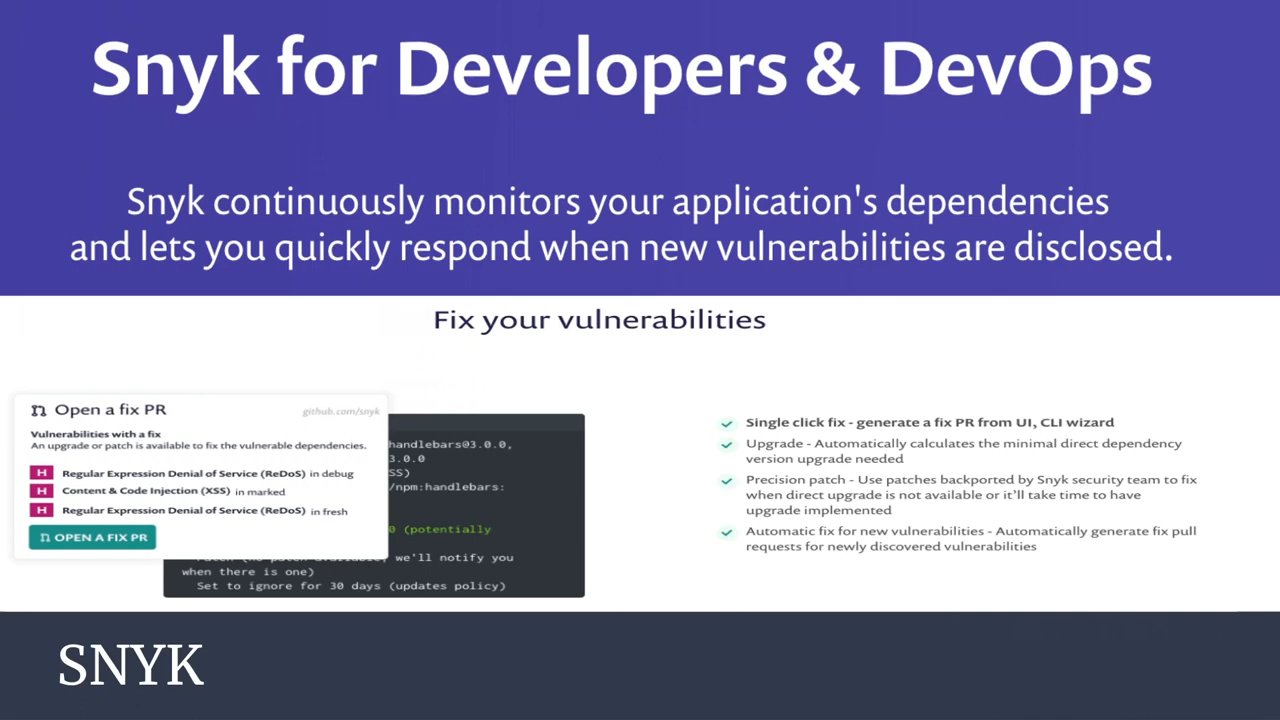 Snyk for Developers & DevOps
Snyk continuously monitors your application's dependencies
and lets you quickly respond when new vulnerabilities are disclosed.
Fix your vulnerabilities
Open a fix PR
github.com/snyk
Vulnerabilities with a fix
An upgrade or patch is available to fix the vulnerable dependencies.
H Regular Expression Denial of Service (ReDoS) in debug
H Content & Code Injection (XSS) in marked
H Regular Expression Denial of Service (ReDoS) in fresh
OPEN A FIX PR
handlebars@3.0.0,
3.0.0
SS)
/npm:handlebars:
0 (potentially
we'll notify you
when there is one)
Set to ignore for 30 days (updates policy)
Single click fix - generate a fix PR from UI, CLI wizard
Upgrade - Automatically calculates the minimal direct dependency
version upgrade needed
Precision patch - Use patches backported by Snyk security team to fix
when direct upgrade is not available or it'll take time to have
upgrade implemented
Automatic fix for new vulnerabilities - Automatically generate fix pull
requests for newly discovered vulnerabilities
SNYK